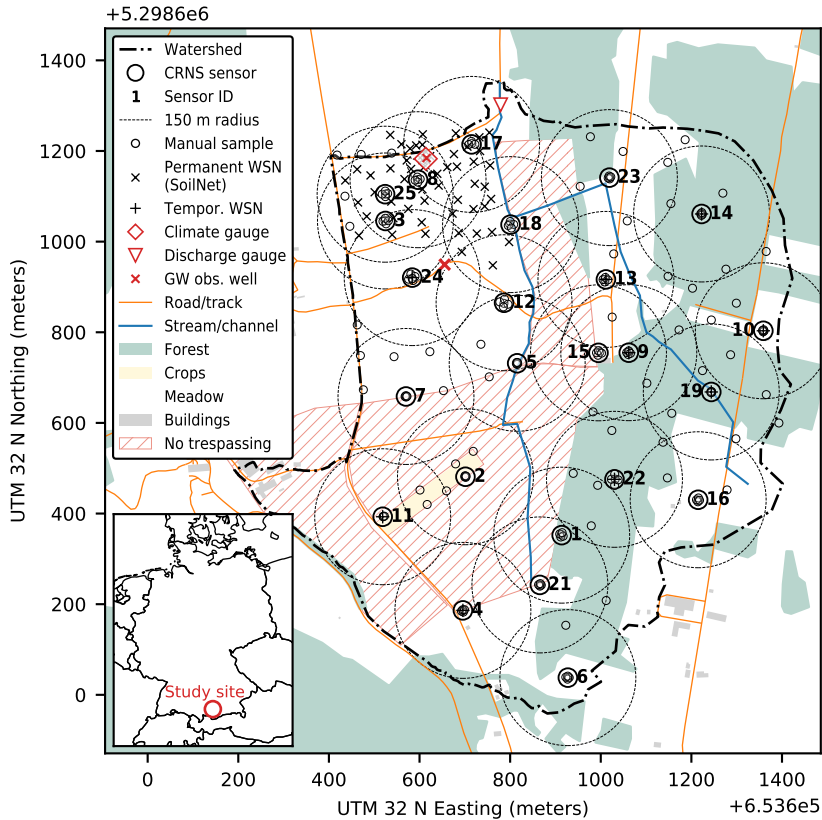 +5.2986e6
1400
1200
1000
800
600
400
200
0
UTM 32 N Northing (meters)
Watershed
CRNS sensor
1 Sensor ID
150 m radius
Manual sample
Permanent WSN
(SoilNet)
Tempor. WSN
Climate gauge
Discharge gauge
GW obs. well
Road/track
Stream/channel
Forest
Crops
Meadow
Buildings
No trespassing
17
8
25
3
18
23
14
24
13
12
10
15
9
5
19
7
2
22
16
11
1
21
4
6
Study site
0
200
400
600
800
1000
1200
1400
UTM 32 N Easting (meters)
+6.536e5